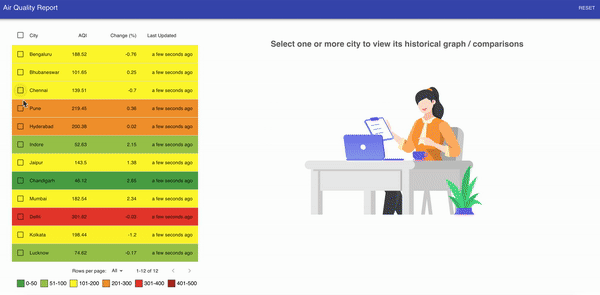 Air Quality Report
RESET
City AQI Change (%) Last Updated
Bengaluru 188.52 -0.76 a few seconds ago
Bhubaneswar 101.65 0.25 a few seconds ago
Chennai 139.51 -0.7 a few seconds ago
Pune 219.45 0.36 a few seconds ago
Hyderabad 200.36 0.02 a few seconds ago
Indore 52.63 2.15 a few seconds ago
Jaipur 143.5 1.38 a few seconds ago
Chandigarh 46.12 3.65 a few seconds ago
Mumbai 182.54 2.34 a few seconds ago
Delhi 301.62 -0.02 a few seconds ago
Kolkata 198.44 -1.2 a few seconds ago
Lucknow 74.62 -0.17 a few seconds ago
Rows per page: All 1-12 of 12
0-50 51-100 101-200 201-300 301-400 401-500
Select one or more city to view its historical graph / comparisons